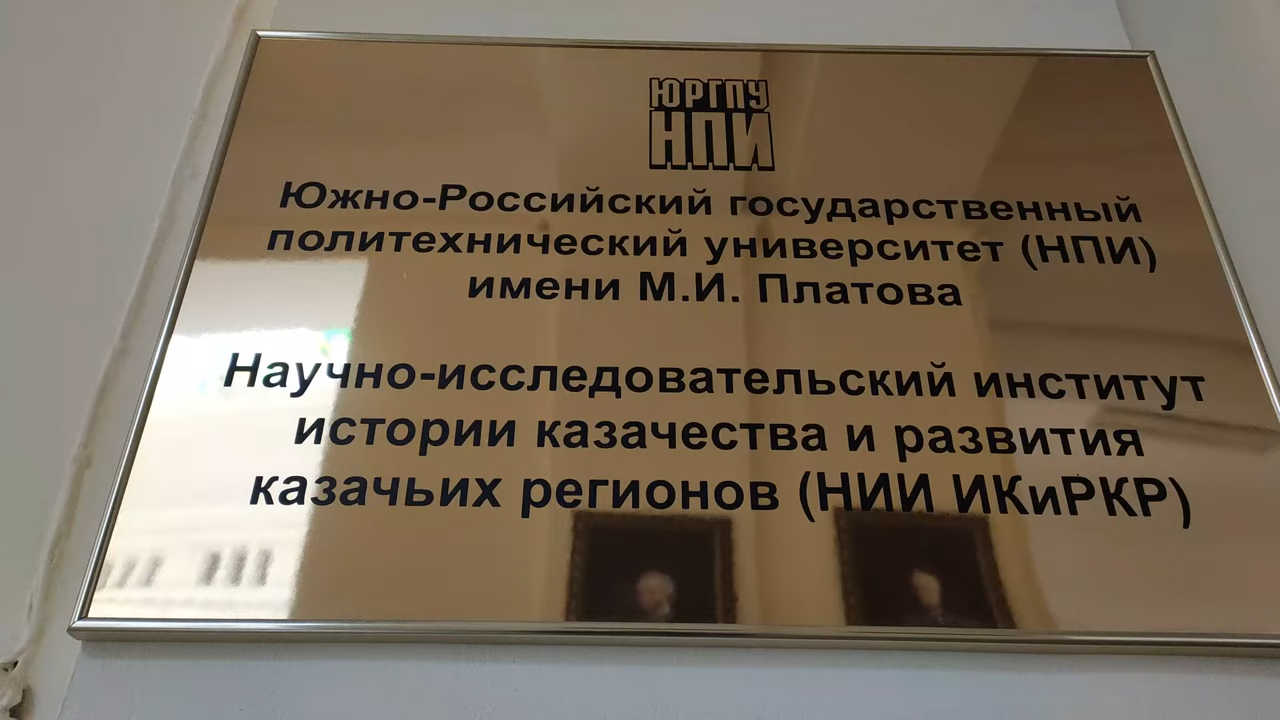 ЮРГПУ
НПИ
Южно-Российский государственный
политехнический университет (НПИ)
имени М.И. Платова
Научно-исследовательский институт
истории казачества и развития
казачьих регионов (НИИ ИКиРКР)